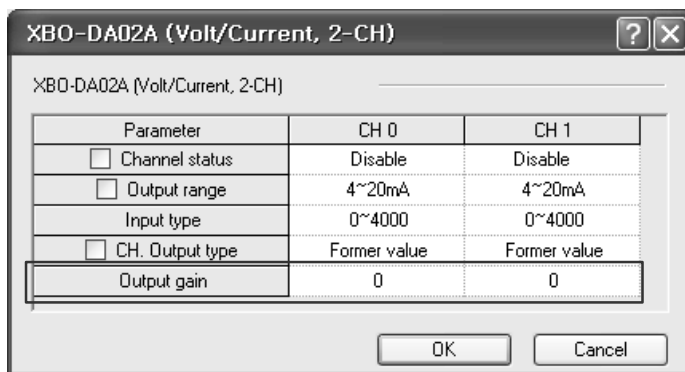 XBO-DA02A (Volt/Current, 2-CH)
XBO-DA02A (Volt/Current, 2-CH)
Parameter CH 0 CH 1
Channel status Disable Disable
Output range 4~20mA 4~20mA
Input type 0~4000 0~4000
CH. Output type Former value Former value
Output gain 0 0
OK Cancel